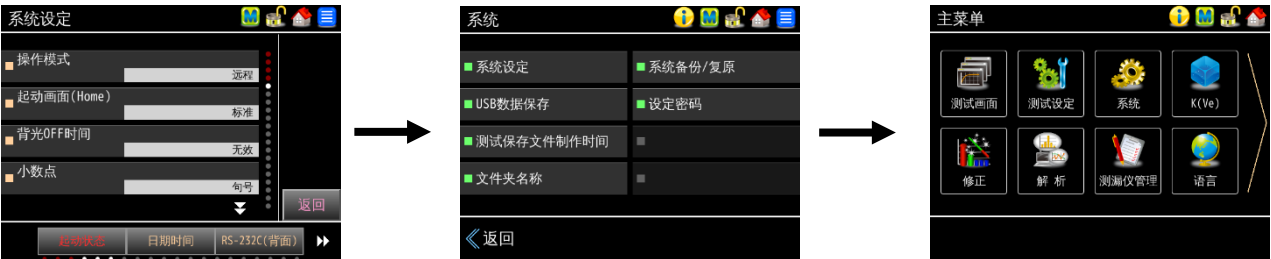 系统设定
M
操作模式
远程
起动画面(Home)
标准
背光OFF时间
无效
小数点
句号
返回
起动状态
日期时间
RS-232C(背面)
系统
i M
系统设定
系统备份/复原
USB数据保存
设定密码
测试保存文件制作时间
文件夹名称
返回
主菜单
i M
测试画面
测试设定
系统
K(Ve)
修正
解 析
测漏仪管理
语言